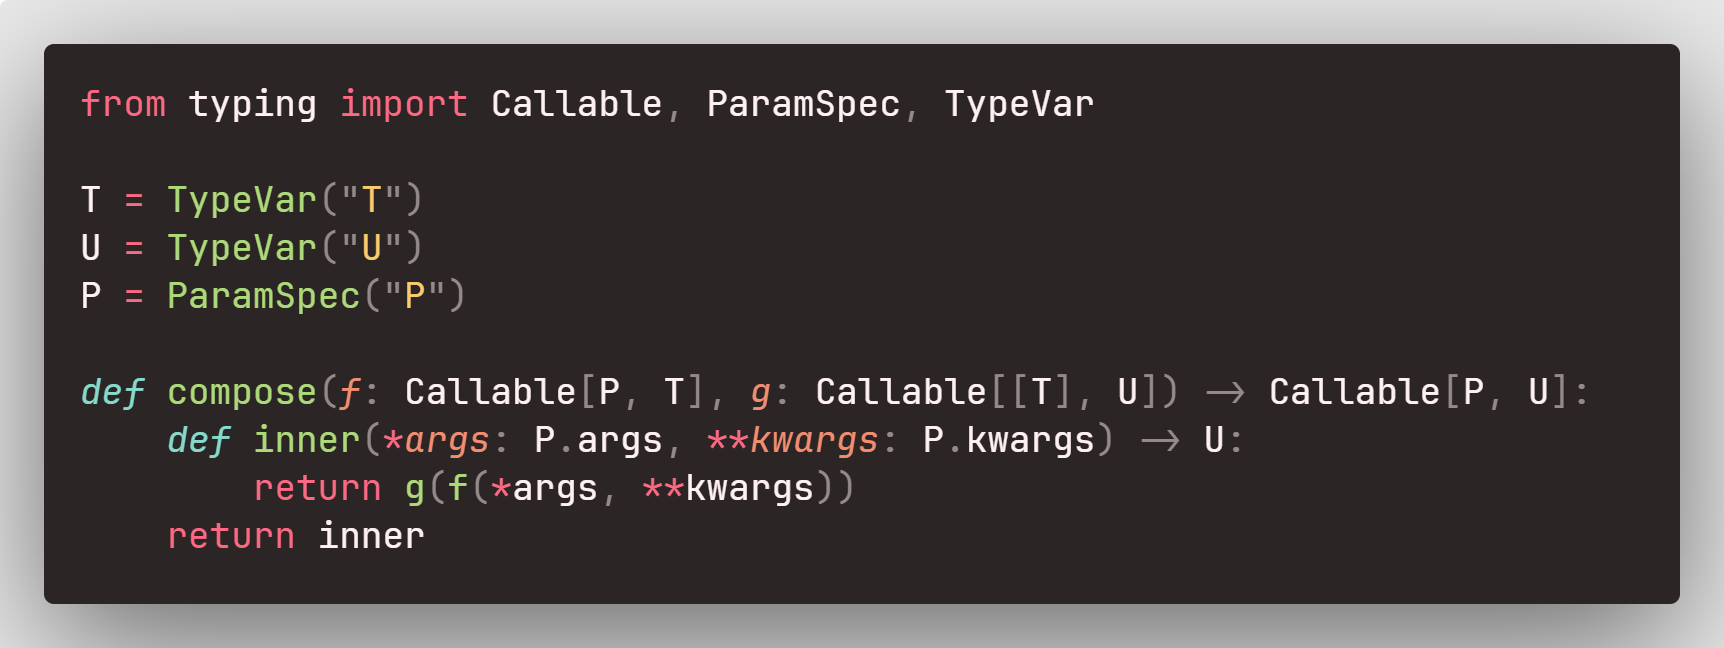 from typing import Callable, ParamSpec, TypeVar

T = TypeVar("T")
U = TypeVar("U")
P = ParamSpec("P")

def compose(f: Callable[P, T], g: Callable[[T], U]) -> Callable[P, U]:
    def inner(*args: P.args, **kwargs: P.kwargs) -> U:
        return g(f(*args, **kwargs))
    return inner